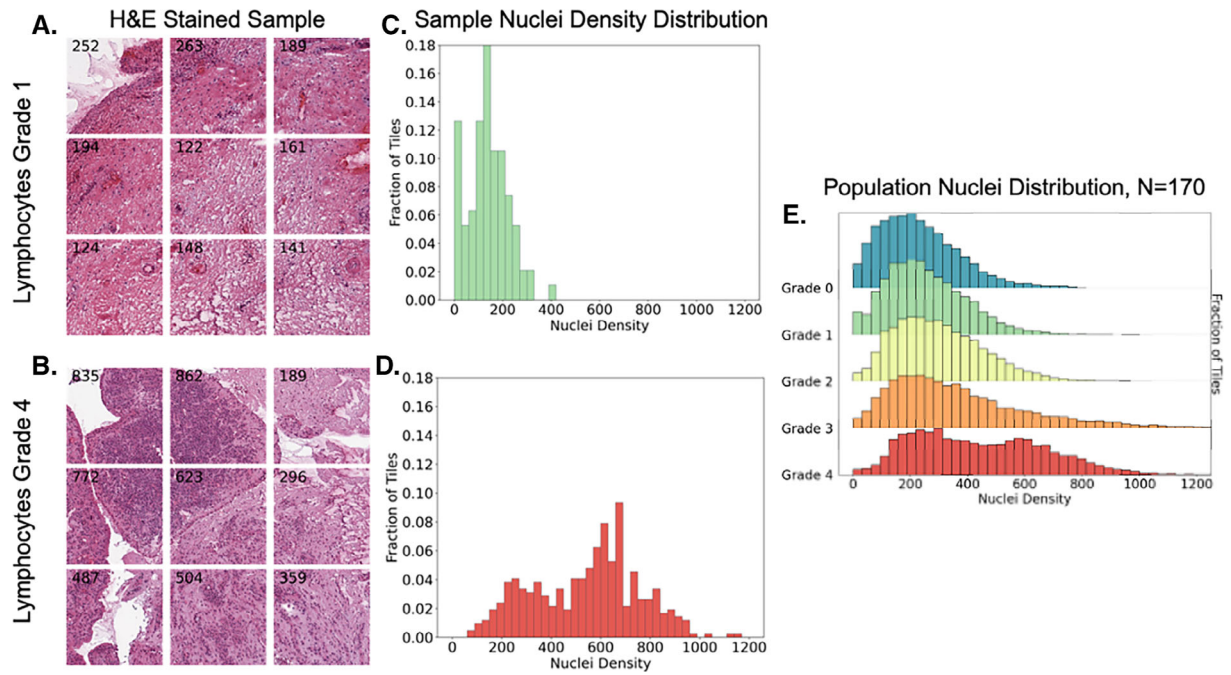 A.
H&E Stained Sample
Lymphocytes Grade 1
252
263
189
194
122
161
124
148
141
B.
Lymphocytes Grade 4
835
862
189
772
623
296
487
504
359
C.
Sample Nuclei Density Distribution
Fraction of Tiles
0.18
0.16
0.14
0.12
0.10
0.08
0.06
0.04
0.02
0.00
0 200 400 600 800 1000 1200
Nuclei Density
D.
Fraction of Tiles
0.18
0.16
0.14
0.12
0.10
0.08
0.06
0.04
0.02
0.00
0 200 400 600 800 1000 1200
Nuclei Density
Population Nuclei Distribution, N=170
E.
Grade 0
Grade 1
Grade 2
Grade 3
Grade 4
Fraction of Tiles
0 200 400 600 800 1000 1200
Nuclei Density